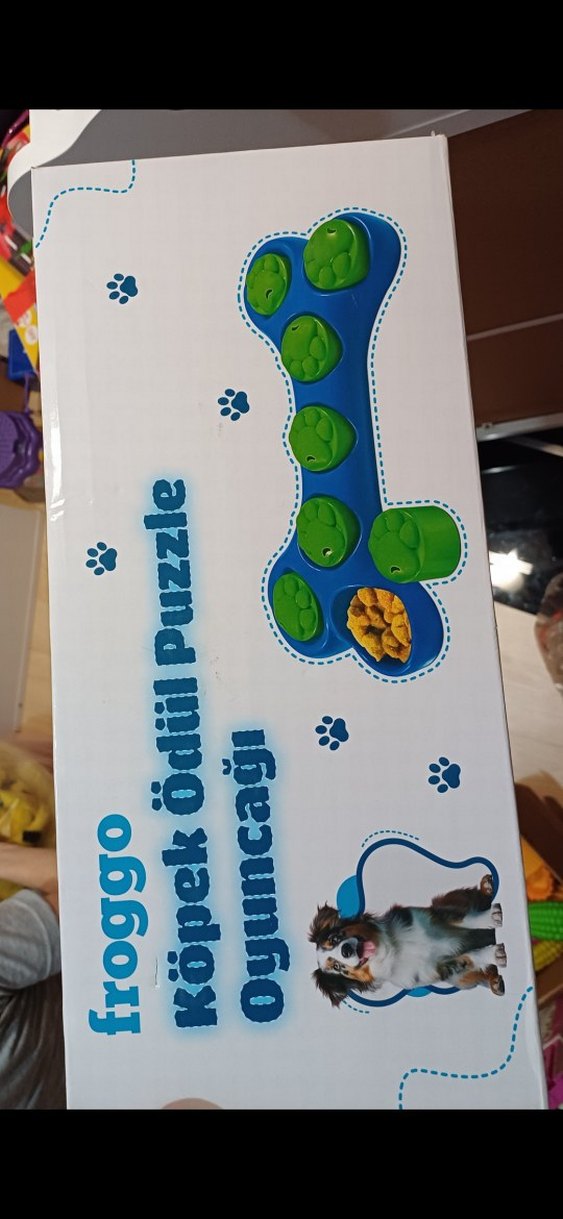 froggo
Köpek Ödül Puzzle
Oyuncağı